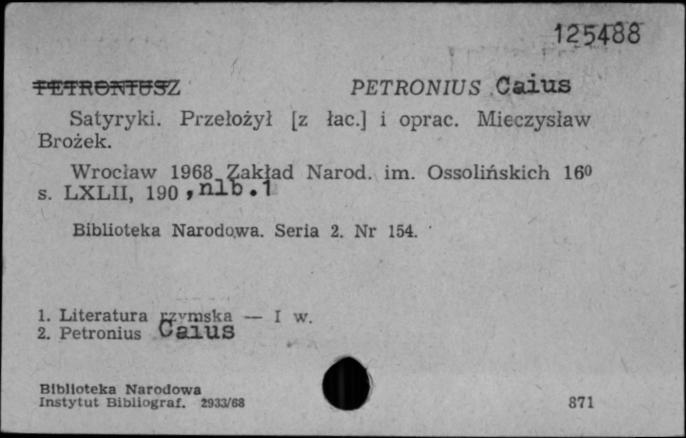 125488
PETRONIUSZ PETRONIUS Caius
Satyryki. Przełożył [z łac.] i oprac. Mieczysław
Brożek.
Wrocław 1968 Zakład Narod. im. Ossolińskich 16⁰
s. LXLII, 190 , nlb.1
Biblioteka Narodowa. Seria 2. Nr 154.
1. Literatura rzymska — I w.
2. Petronius Caius
Biblioteka Narodowa
Instytut Bibliograf. 2933/68
871